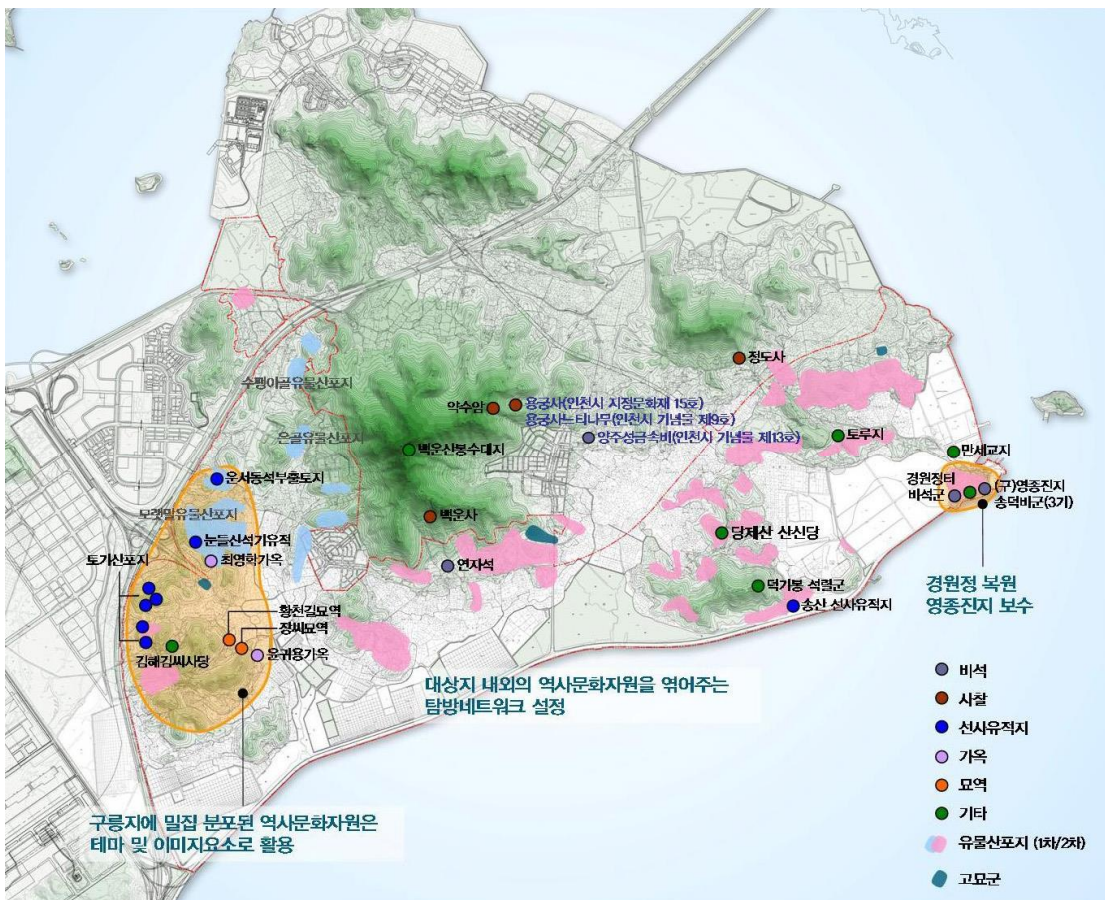 정도사
약수암
용궁사(인천시 지정문화재 15호)
용궁사느티나무(인천시 기념물 제9호)
양주성금속비(인천시 기념물 제13호)
수팽이골유물산포지
은골유물산포지
백운산봉수대지
토루지
만세교지
운서동석부출토지
모랫말유물산포지
눈들산석기유적
최영학가옥
토기산포지
백운사
연자석
당제산 산신당
경원정터
비석군
(구)영종진지
송덕비군(3기)
덕가봉 석렬군
송산 선사유적지
경원정 복원
영종진지 보수
황천길묘역
장씨묘역
윤귀용가옥
김해김씨사당
대상지 내외의 역사문화자원을 엮어주는
탐방네트워크 설정
구릉지에 밀집 분포된 역사문화자원은
테마 및 이미지요소로 활용
비석
사찰
선사유적지
가옥
묘역
기타
유물산포지 (1차/2차)
고묘군